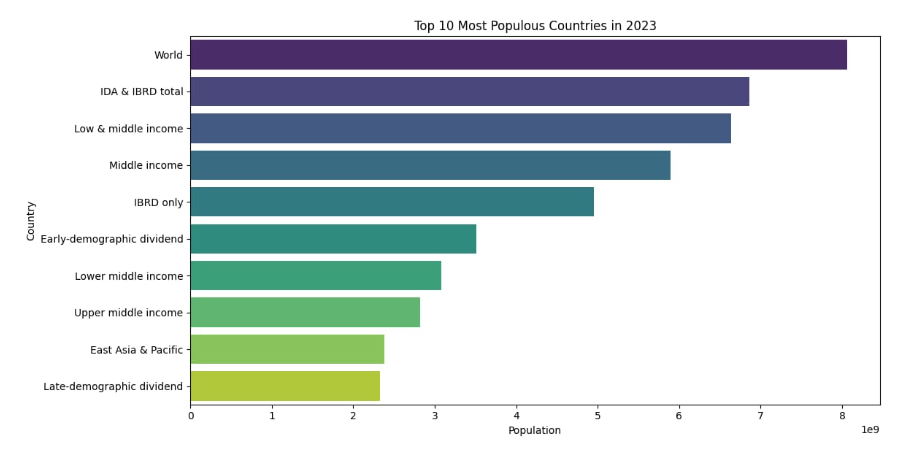 Top 10 Most Populous Countries in 2023
Country
World
IDA & IBRD total
Low & middle income
Middle income
IBRD only
Early-demographic dividend
Lower middle income
Upper middle income
East Asia & Pacific
Late-demographic dividend
0 1 2 3 4 5 6 7 8
1e9
Population